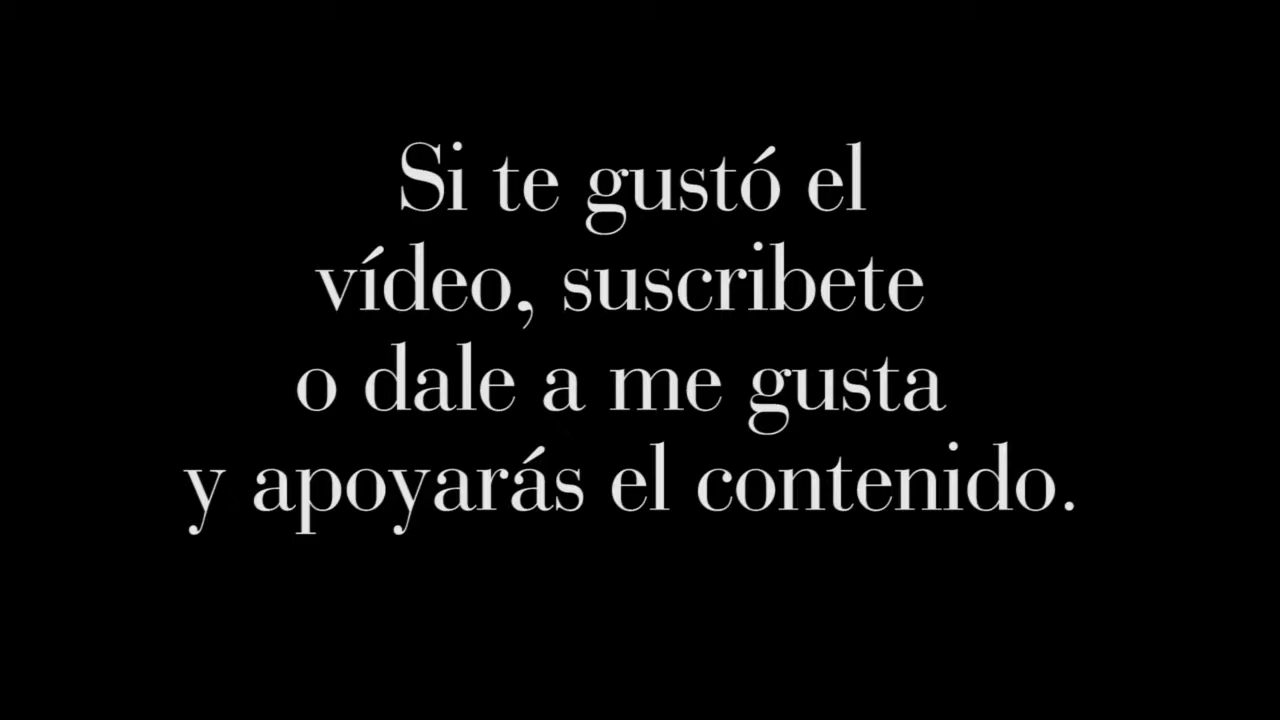 Si te gustó el
vídeo, suscribete
o dale a me gusta
y apoyarás el contenido.